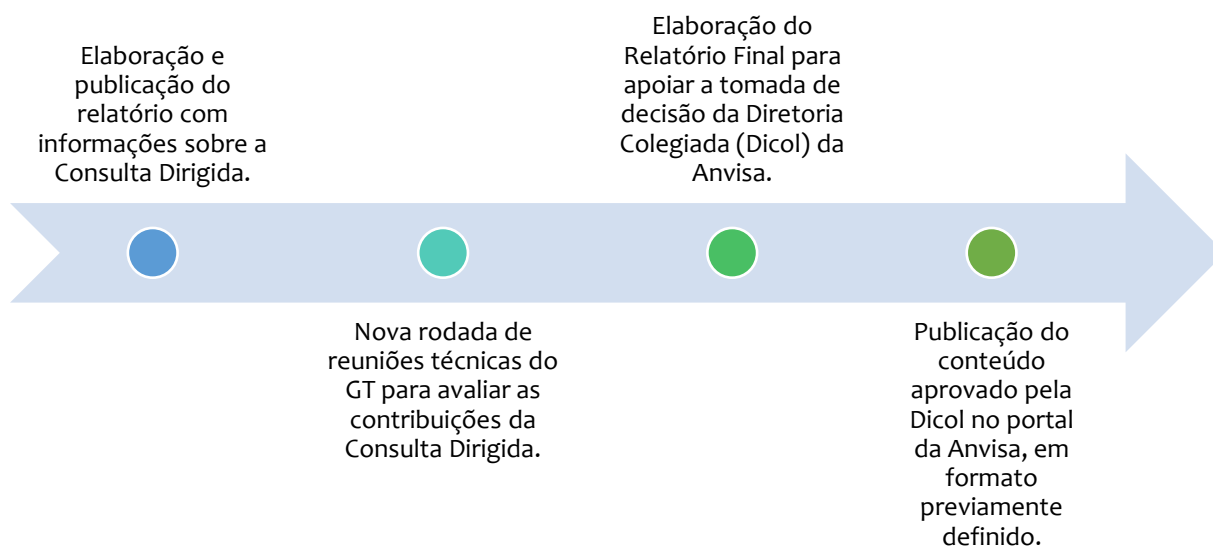 Elaboração e
publicação do
relatório com
informações sobre a
Consulta Dirigida.
Nova rodada de
reuniões técnicas do
GT para avaliar as
contribuições da
Consulta Dirigida.
Elaboração do
Relatório Final para
apoiar a tomada de
decisão da Diretoria
Colegiada (Dicol) da
Anvisa.
Publicação do
conteúdo
aprovado pela
Dicol no portal
da Anvisa, em
formato
previamente
definido.